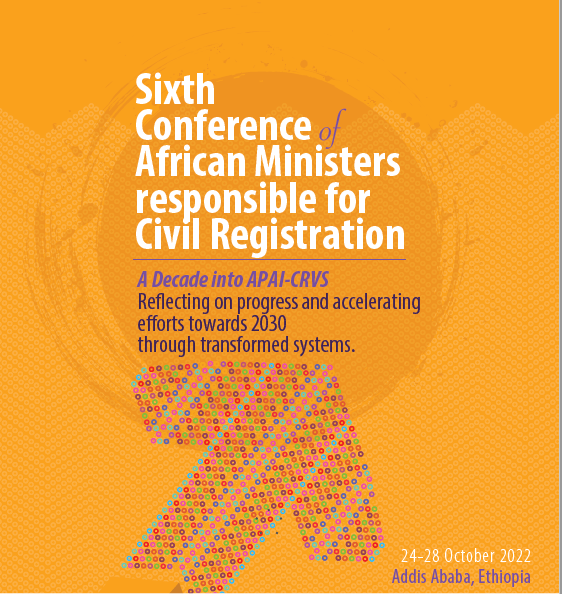 Sixth
Conference of
African Ministers
responsible for
Civil Registration
A Decade into APAI-CRVS
Reflecting on progress and accelerating
efforts towards 2030
through transformed systems.
24-28 October 2022
Addis Ababa, Ethiopia